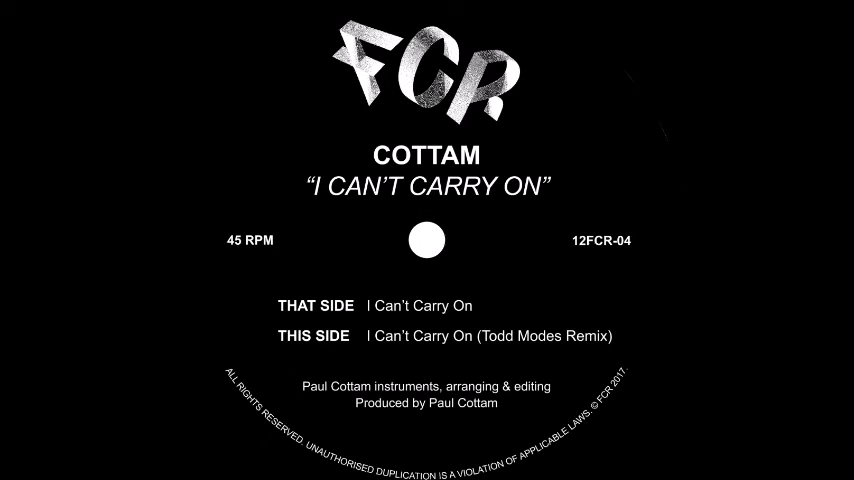 FCR
COTTAM
“I CAN’T CARRY ON”
45 RPM
12FCR-04
THAT SIDE I Can’t Carry On
THIS SIDE I Can’t Carry On (Todd Modes Remix)
Paul Cottam instruments, arranging & editing
Produced by Paul Cottam
ALL RIGHTS RESERVED. UNAUTHORISED DUPLICATION IS A VIOLATION OF APPLICABLE LAWS. © FCR 2017.